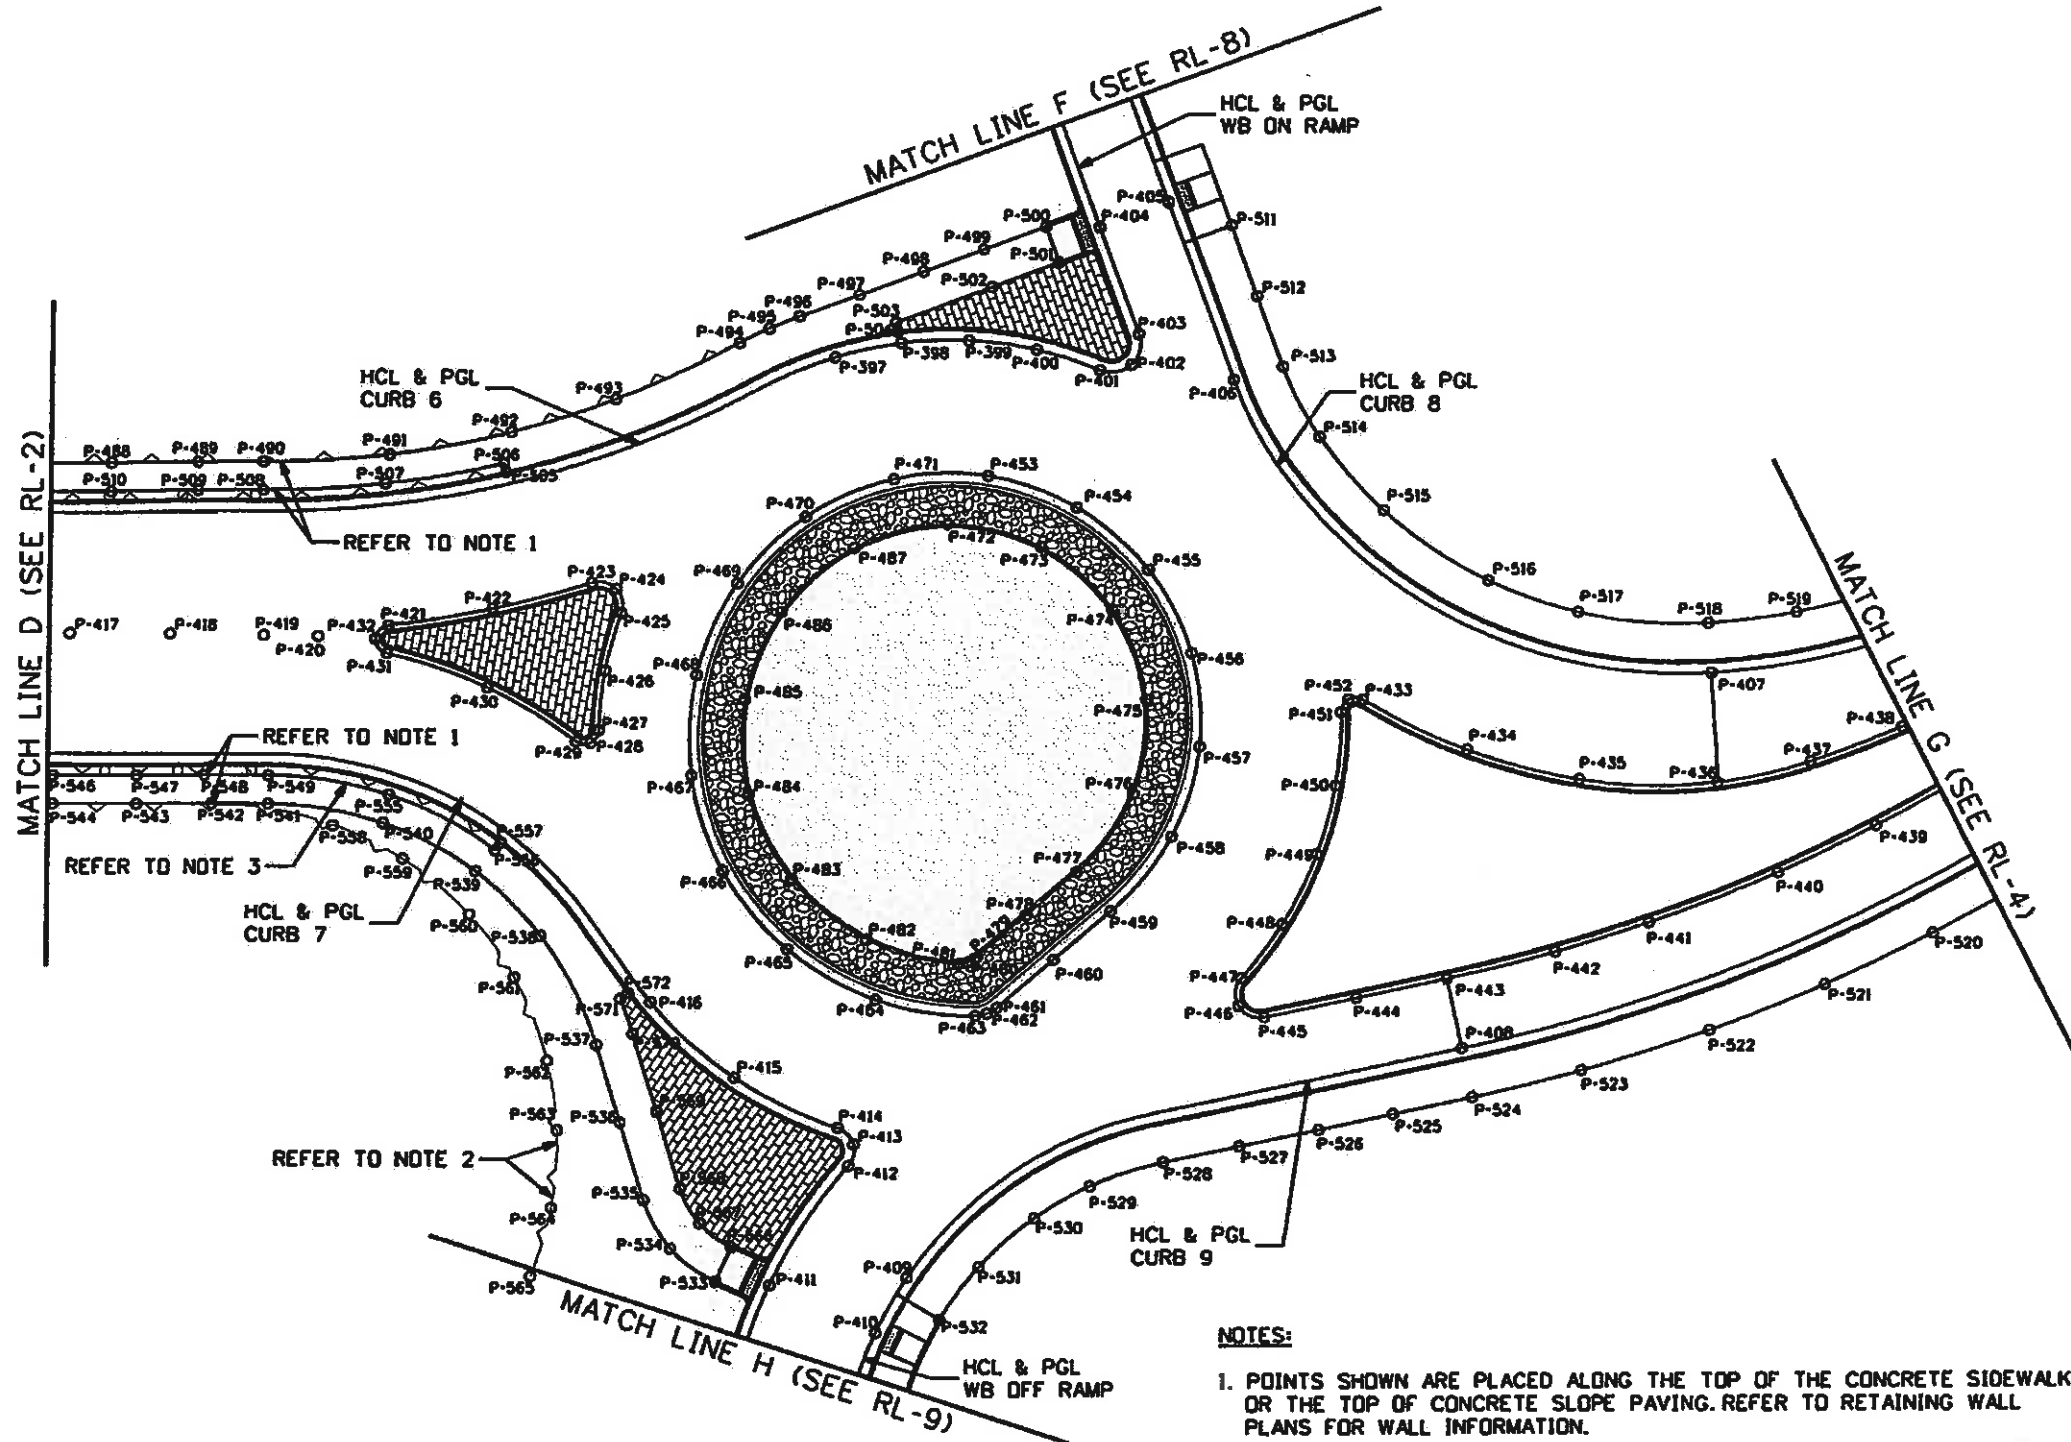 MATCH LINE F (SEE RL-8)
HCL & PGL
WB ON RAMP
P-405
P-500
P-404
P-511
P-499
P-501
P-498
P-502
P-497
P-512
P-496
P-503
P-495
P-494
P-403
P-398
P-399
P-400
P-402
P-397
P-401
P-513
HCL & PGL
CURB 6
P-493
P-406
HCL & PGL
CURB 8
P-492
P-514
P-488
P-489
P-490
P-491
P-506
P-505
P-507
P-510
P-509
P-508
P-471
P-453
P-470
P-454
P-515
MATCH LINE D (SEE RL-2)
REFER TO NOTE 1
P-472
P-487
P-473
P-455
P-516
P-469
P-423
P-424
P-422
P-421
P-425
P-486
P-474
P-517
P-518
P-519
MATCH LINE G (SEE RL-4)
P-417
P-418
P-419
P-432
P-420
P-431
P-456
P-468
P-426
P-430
P-485
P-475
P-452
P-433
P-451
P-407
P-438
P-427
P-429
P-428
P-434
P-437
REFER TO NOTE 1
P-457
P-435
P-436
P-467
P-484
P-476
P-450
P-546
P-547
P-548
P-549
P-555
P-544
P-543
P-542
P-541
P-558
P-540
P-557
P-458
P-439
REFER TO NOTE 3
P-559
P-539
P-466
P-483
P-477
P-449
P-440
HCL & PGL
CURB 7
P-560
P-538
P-482
P-481
P-478
P-459
P-448
P-441
P-520
P-465
P-460
P-442
P-561
P-572
P-571
P-416
P-464
P-461
P-462
P-463
P-447
P-446
P-445
P-444
P-443
P-521
P-537
P-408
P-522
P-562
P-415
P-523
P-569
P-524
P-563
P-536
P-414
P-413
P-525
P-526
REFER TO NOTE 2
P-412
P-527
P-528
P-568
P-535
P-529
P-564
P-567
P-530
P-534
P-566
HCL & PGL
CURB 9
P-565
P-533
P-411
P-409
P-531
P-410
P-532
MATCH LINE H (SEE RL-9)
HCL & PGL
WB OFF RAMP
NOTES:
1. POINTS SHOWN ARE PLACED ALONG THE TOP OF THE CONCRETE SIDEWALK
OR THE TOP OF CONCRETE SLOPE PAVING. REFER TO RETAINING WALL
PLANS FOR WALL INFORMATION.